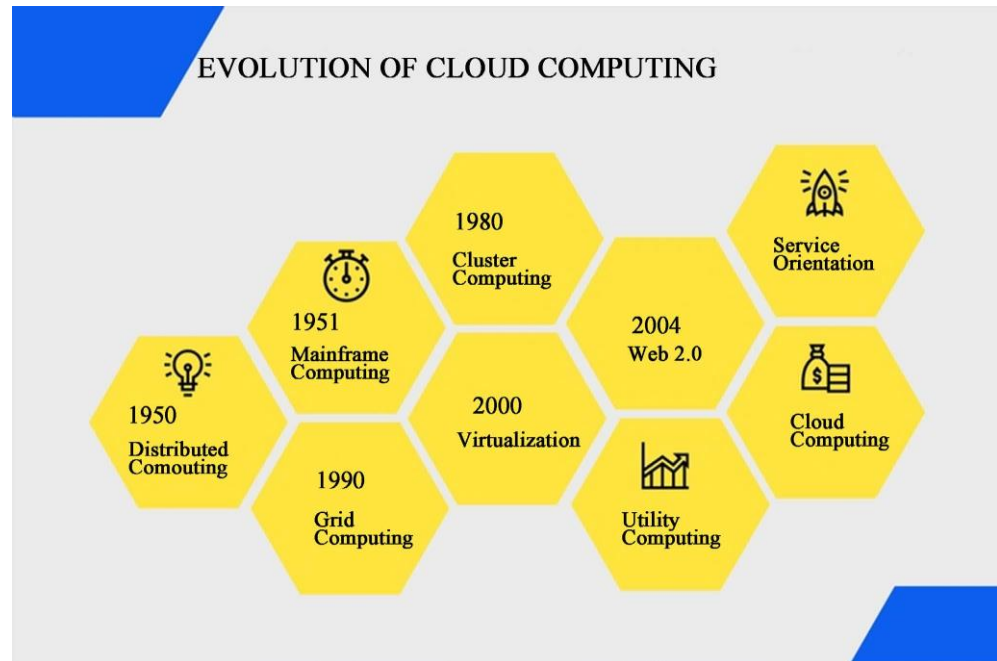 EVOLUTION OF CLOUD COMPUTING
1950
Distributed
Comouting
1951
Mainframe
Computing
1980
Cluster
Computing
1990
Grid
Computing
2000
Virtualization
2004
Web 2.0
Utility
Computing
Service
Orientation
Cloud
Computing
$